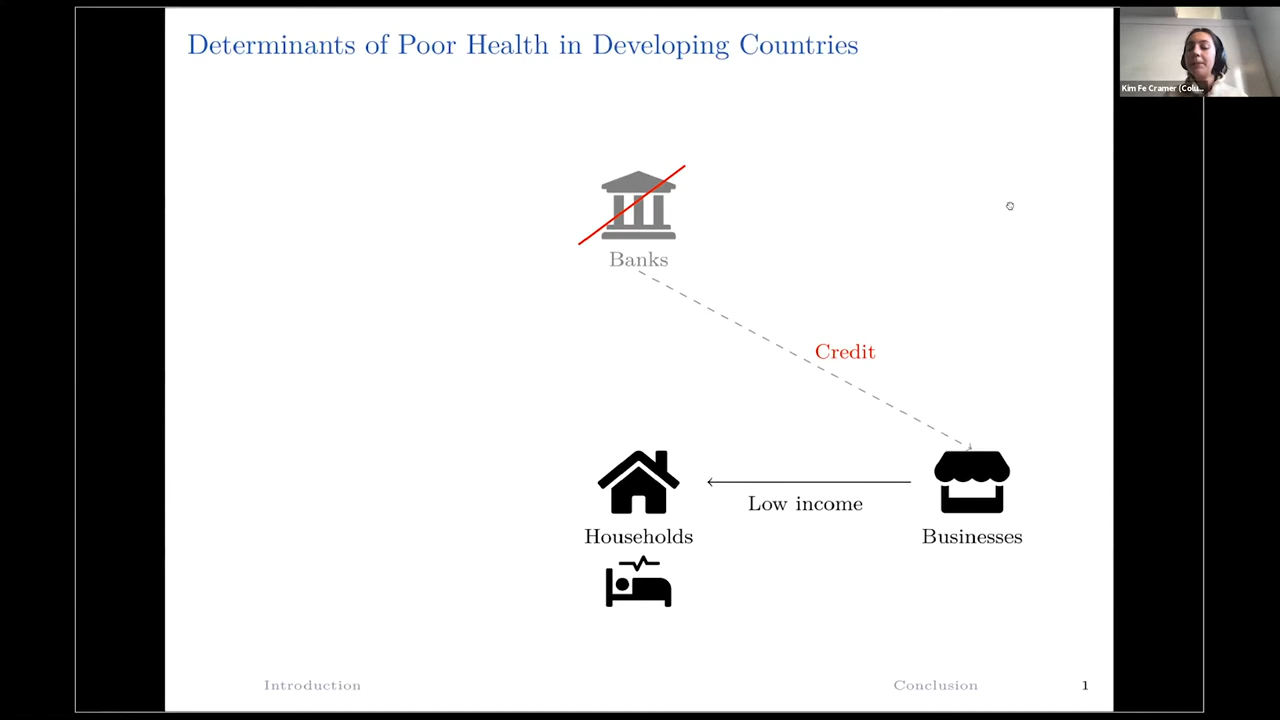 Determinants of Poor Health in Developing Countries
Kim Fe Cramer (Colu...
Banks
Credit
Low income
Households
Businesses
Introduction
Conclusion
1